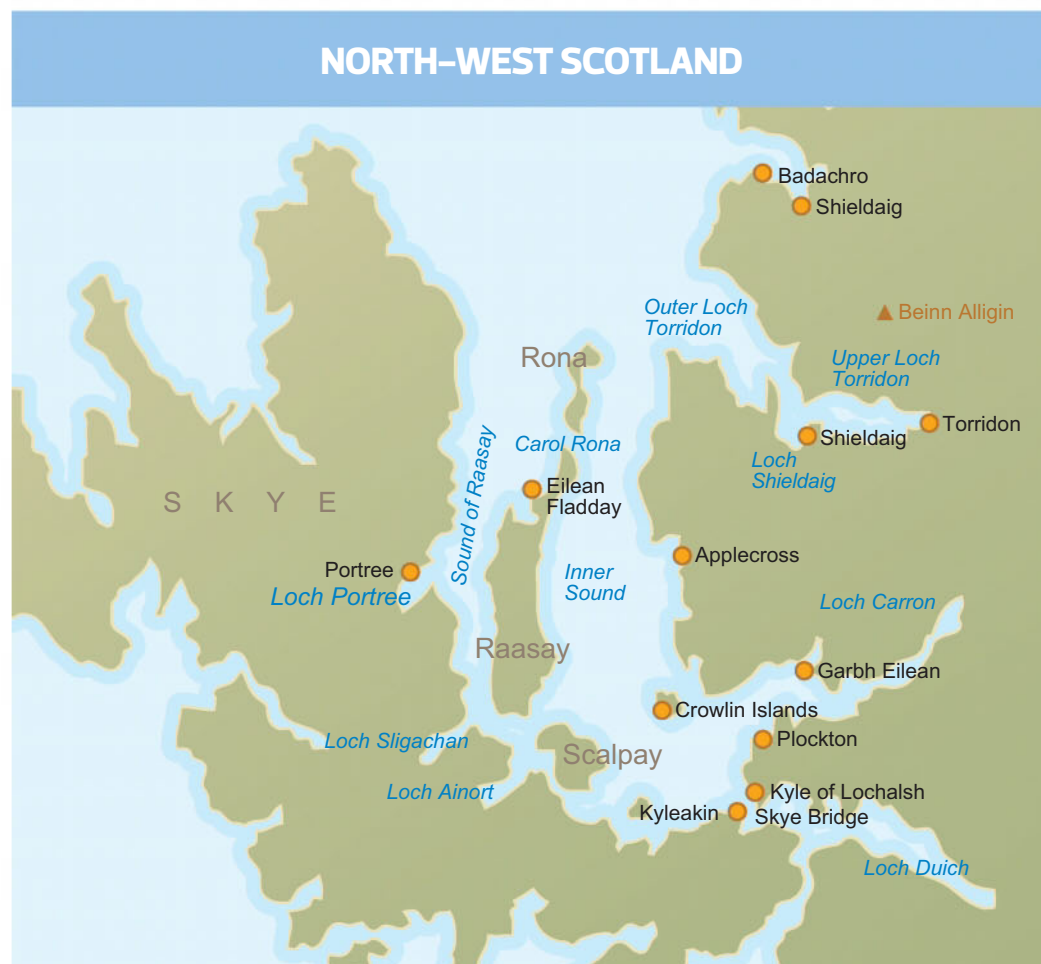 NORTH-WEST SCOTLAND
Badachro
Shieldaig
Outer Loch
Torridon
Beinn Alligin
Rona
Upper Loch
Torridon
Torridon
Shieldaig
Carol Rona
Loch
Shieldaig
Sound of Raasay
Eilean
Fladday
SKYE
Applecross
Portree
Loch Portree
Inner
Sound
Loch Carron
Raasay
Garbh Eilean
Crowlin Islands
Loch Sligachan
Scalpay
Plockton
Loch Ainort
Kyle of Lochalsh
Kyleakin
Skye Bridge
Loch Duich